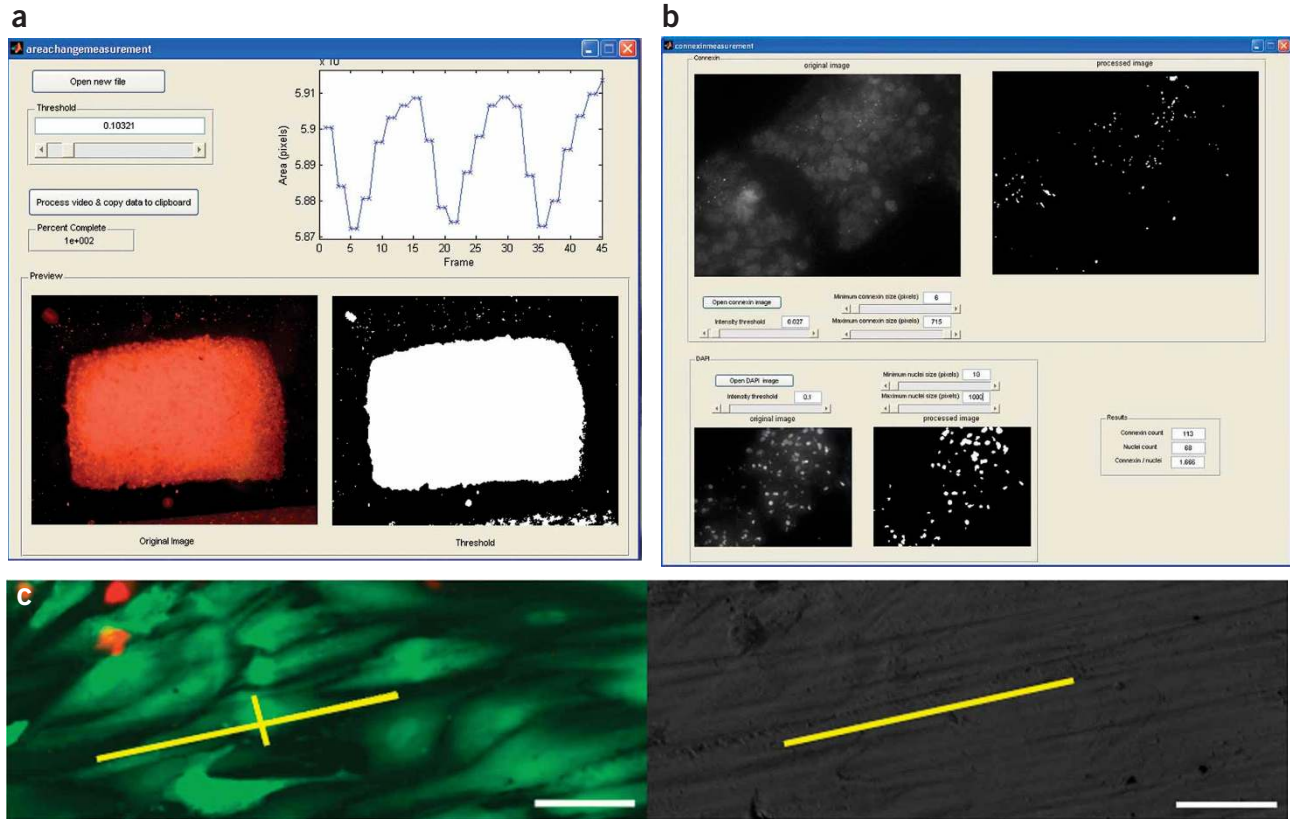 a
areachangemeasurement
Open new file
Threshold
0.10321
Process video & copy data to clipboard
Percent Complete
1e+002
5.91
5.9
5.89
5.88
5.87
Area (pixels)
0 5 10 15 20 25 30 35 40 45
Frame
Preview
Original Image
Threshold
b
connexinmeasurement
Connexin
original image
processed image
Open connexin image
Minimum connexin size (pixels) 6
Intensity threshold 0.027
Maximum connexin size (pixels) 715
DAPI
Open DAPI image
Minimum nuclei size (pixels) 10
Intensity threshold 0.1
Maximum nuclei size (pixels) 1000
original image
processed image
Results
Connexin count 113
Nuclei count 68
Connexin / nuclei 1.666
c